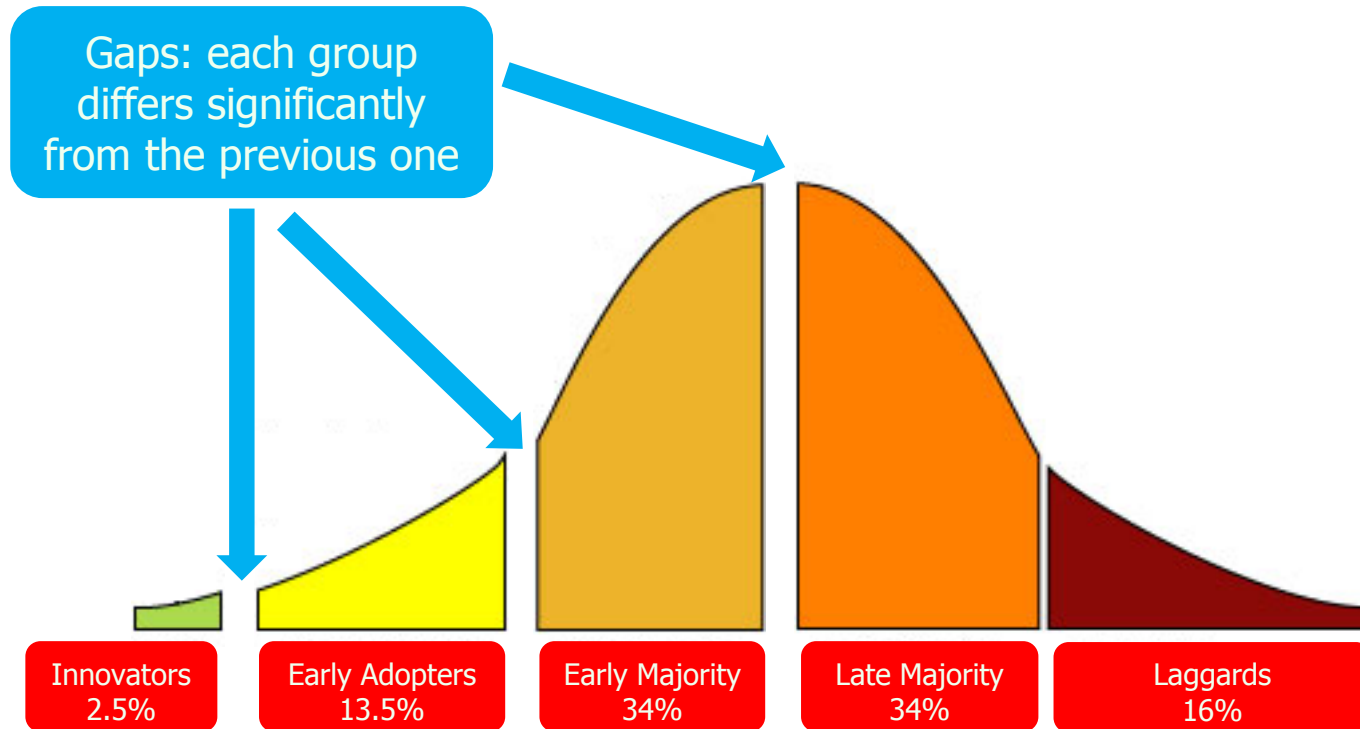 Gaps: each group
differs significantly
from the previous one
Innovators
2.5%
Early Adopters
13.5%
Early Majority
34%
Late Majority
34%
Laggards
16%